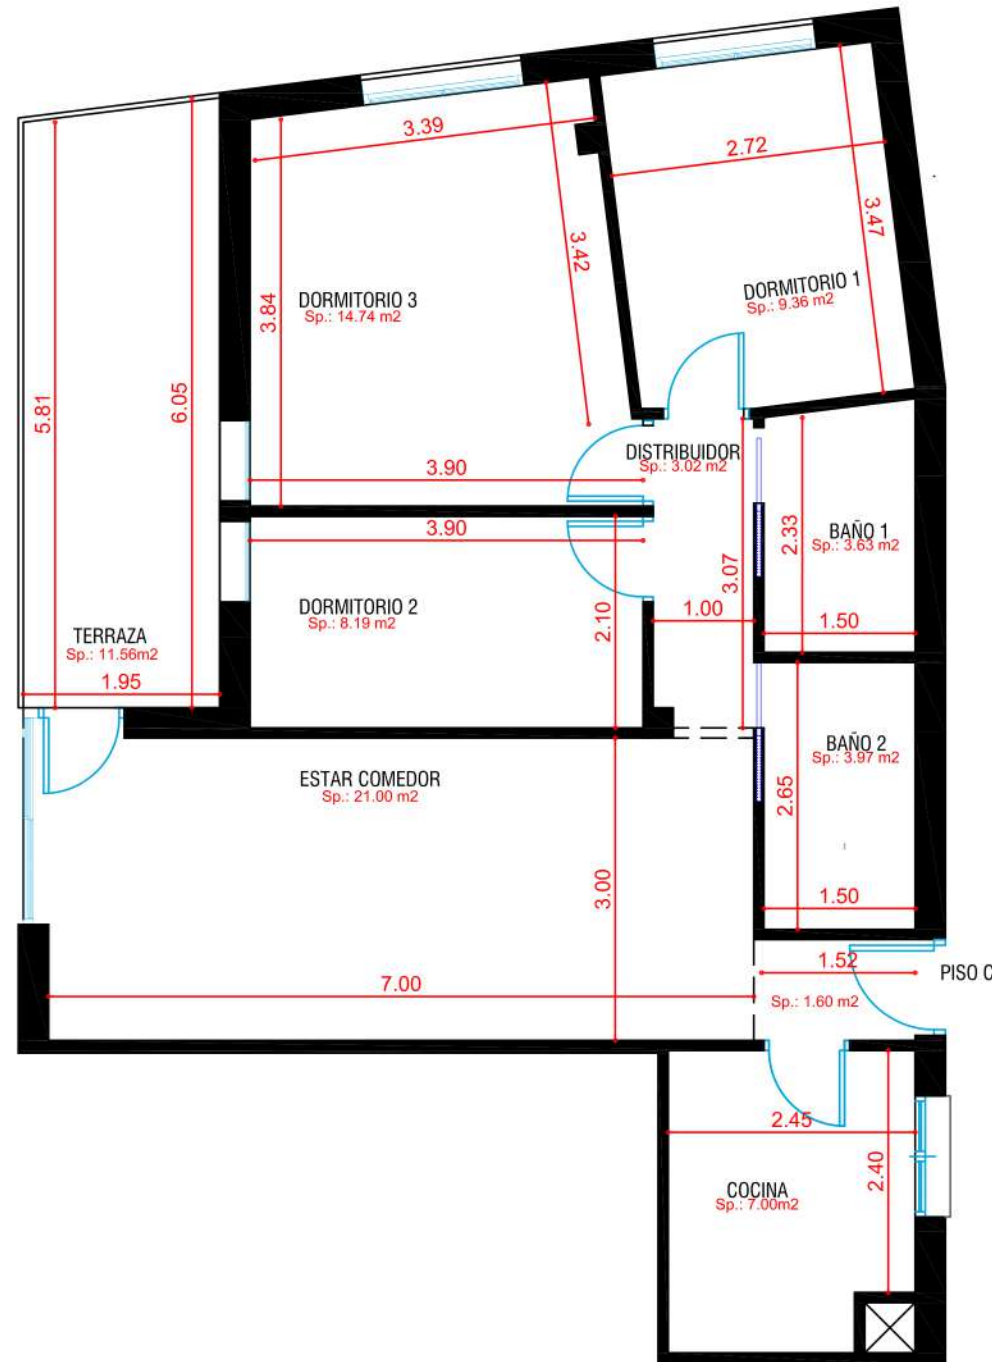 3.39
2.72
3.47
3.42
DORMITORIO 3
Sp.: 14.74 m2
DORMITORIO 1
Sp.: 9.36 m2
3.84
5.81
6.05
3.90
DISTRIBUIDOR
Sp.: 3.02 m2
3.90
2.33
BAÑO 1
Sp.: 3.63 m2
3.07
DORMITORIO 2
Sp.: 8.19 m2
2.10
1.00
1.50
TERRAZA
Sp.: 11.56m2
1.95
ESTAR COMEDOR
Sp.: 21.00 m2
BAÑO 2
Sp.: 3.97 m2
2.65
3.00
1.50
7.00
1.52
PISO C
Sp.: 1.60 m2
2.45
2.40
COCINA
Sp.: 7.00m2